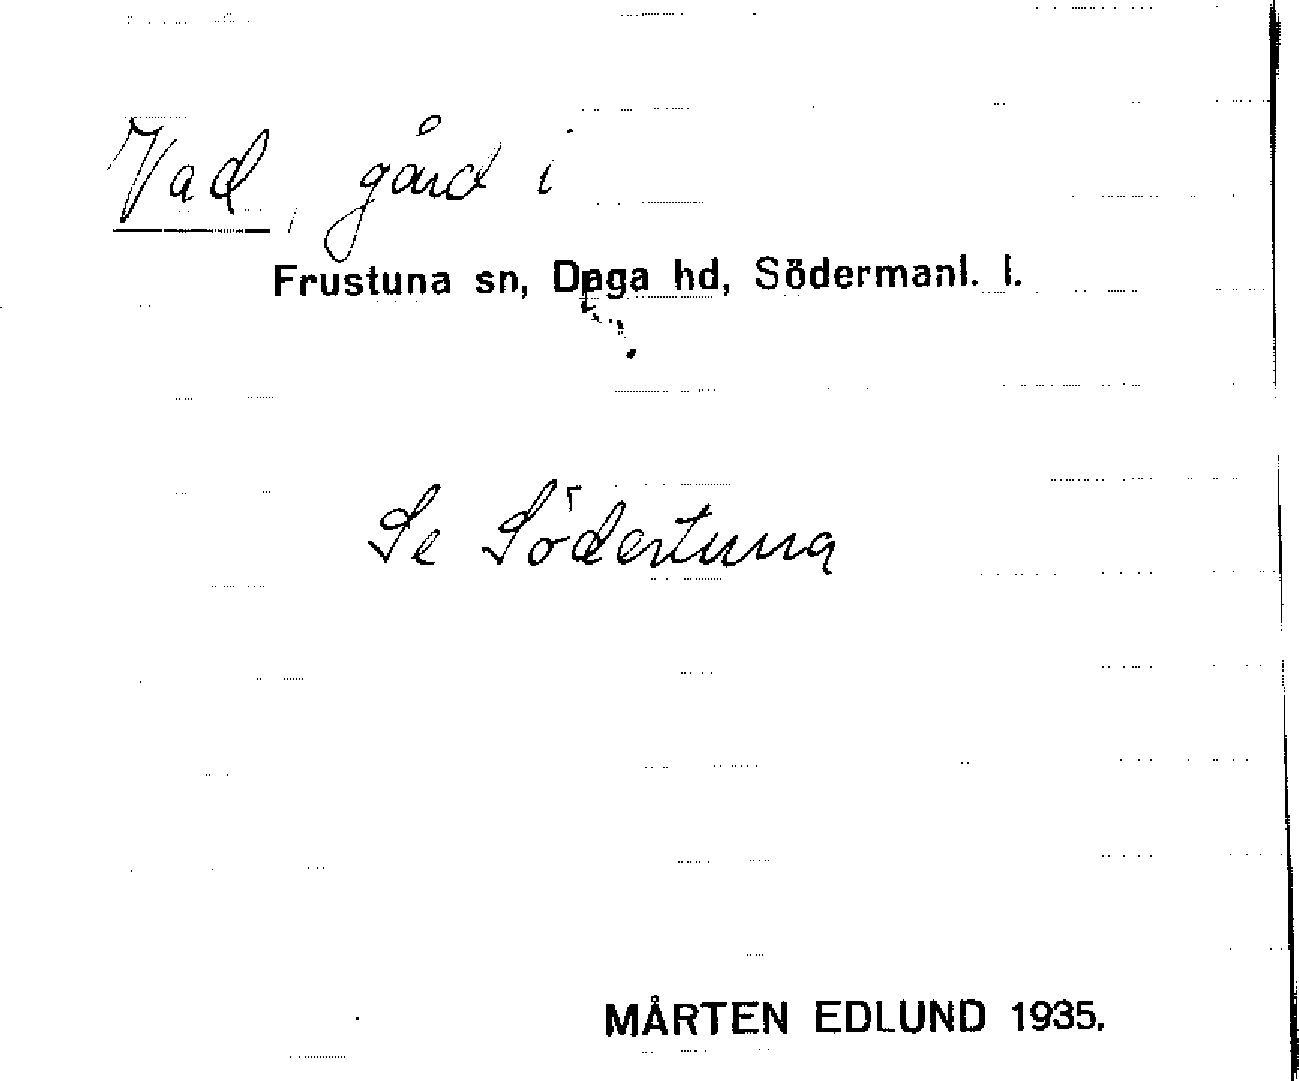 Vad, gård i
Frustuna sn, Daga hd, Södermanl. l.
Se Södertuna
MÅRTEN EDLUND 1935.